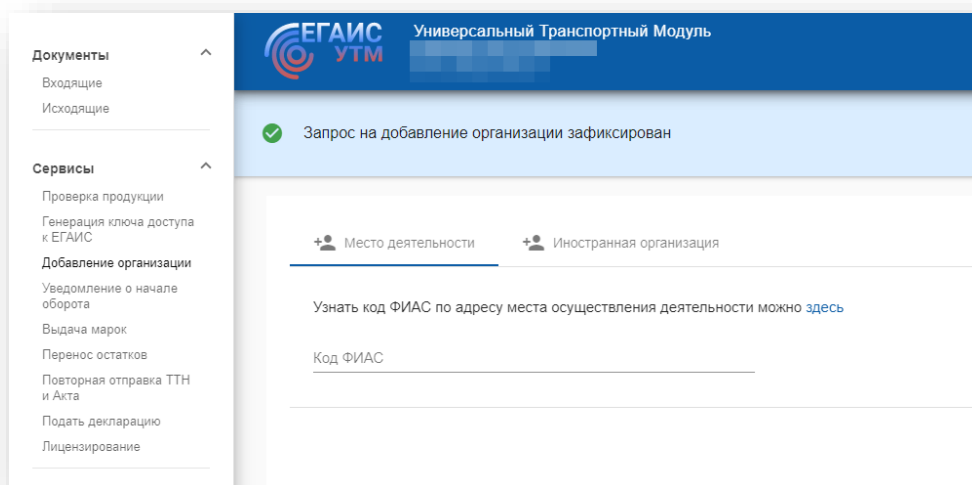 Документы
Входящие
Исходящие
Сервисы
Проверка продукции
Генерация ключа доступа
к ЕГАИС
Добавление организации
Уведомление о начале
оборота
Выдача марок
Перенос остатков
Повторная отправка ТТН
и Акта
Подать декларацию
Лицензирование
ЕГАИС
УТМ
Универсальный Транспортный Модуль
Запрос на добавление организации зафиксирован
Место деятельности
Иностранная организация
Узнать код ФИАС по адресу места осуществления деятельности можно здесь
Код ФИАС